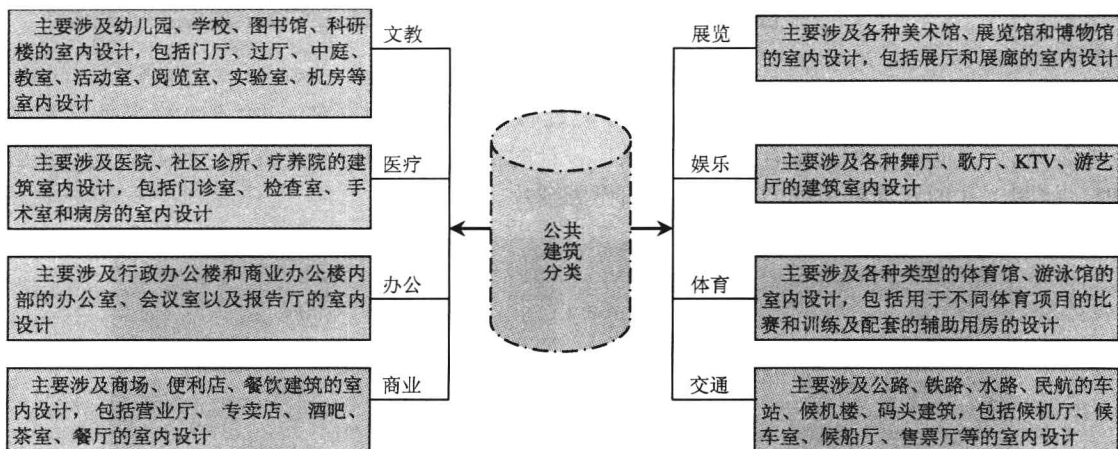 主要涉及幼儿园、学校、图书馆、科研
楼的室内设计，包括门厅、过厅、中庭、
教室、活动室、阅览室、实验室、机房等
室内设计
文教
主要涉及医院、社区诊所、疗养院的建
筑室内设计，包括门诊室、检查室、手
术室和病房的室内设计
医疗
主要涉及行政办公楼和商业办公楼内
部的办公室、会议室以及报告厅的室内
设计
办公
主要涉及商场、便利店、餐饮建筑的室
内设计，包括营业厅、专卖店、酒吧、
茶室、餐厅的室内设计
商业
公共
建筑
分类
展览
主要涉及各种美术馆、展览馆和博物馆
的室内设计，包括展厅和展廊的室内设计
娱乐
主要涉及各种舞厅、歌厅、KTV、游艺
厅的建筑室内设计
体育
主要涉及各种类型的体育馆、游泳馆的
室内设计，包括用于不同体育项目的比
赛和训练及配套的辅助用房的设计
交通
主要涉及公路、铁路、水路、民航的车
站、候机楼、码头建筑，包括候机厅、候
车室、候船厅、售票厅等的室内设计